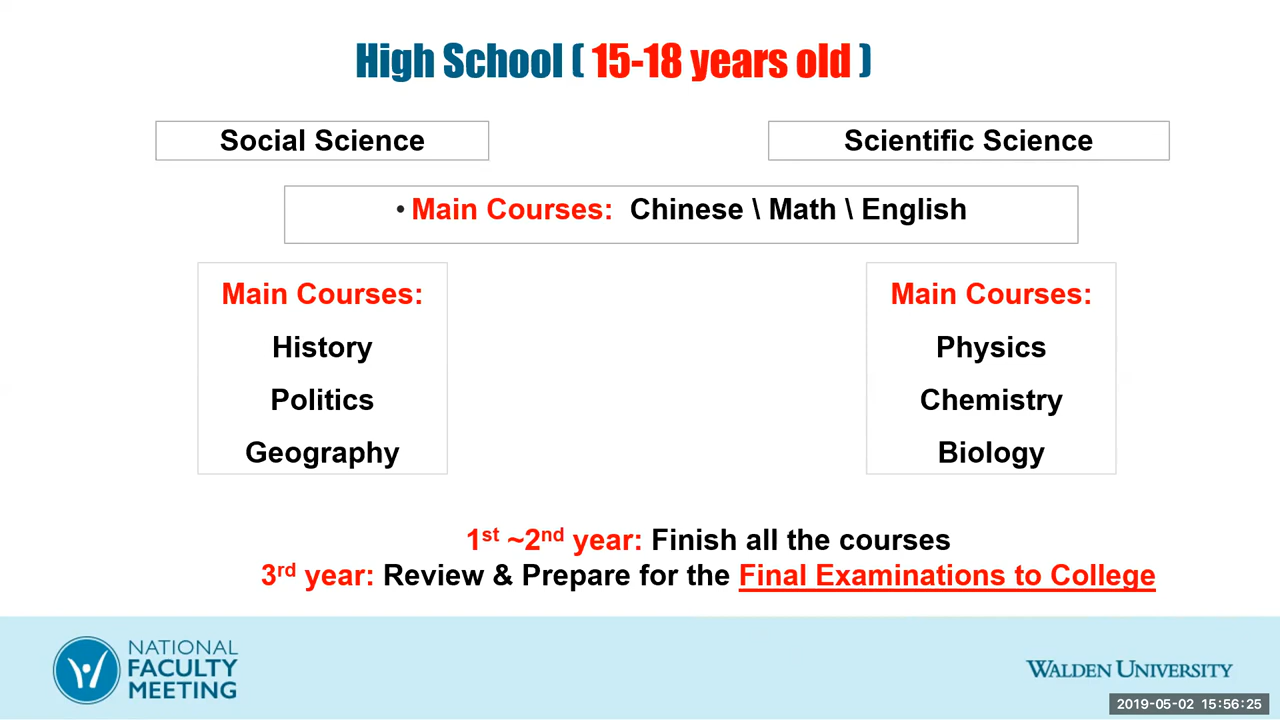 High School ( 15-18 years old )
Social Science
Scientific Science
• Main Courses: Chinese \ Math \ English
Main Courses:
History
Politics
Geography
Main Courses:
Physics
Chemistry
Biology
1st ~2nd year: Finish all the courses
3rd year: Review & Prepare for the Final Examinations to College
NATIONAL
FACULTY
MEETING
WALDEN UNIVERSITY
2019-05-02 15:56:25